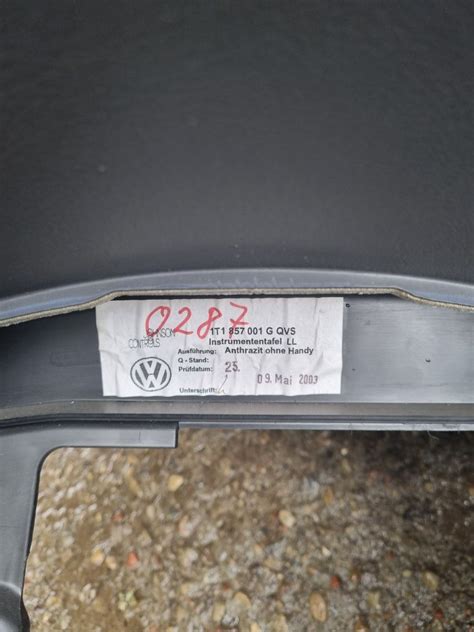 0287
JOHNSON CONTROLS
1T1 857 001 G QVS
Instrumententafel LL
Ausführung: Anthrazit ohne Handy
Q - Stand:
Prüfdatum: 25.
09. Mai 2003
Unterschrift: